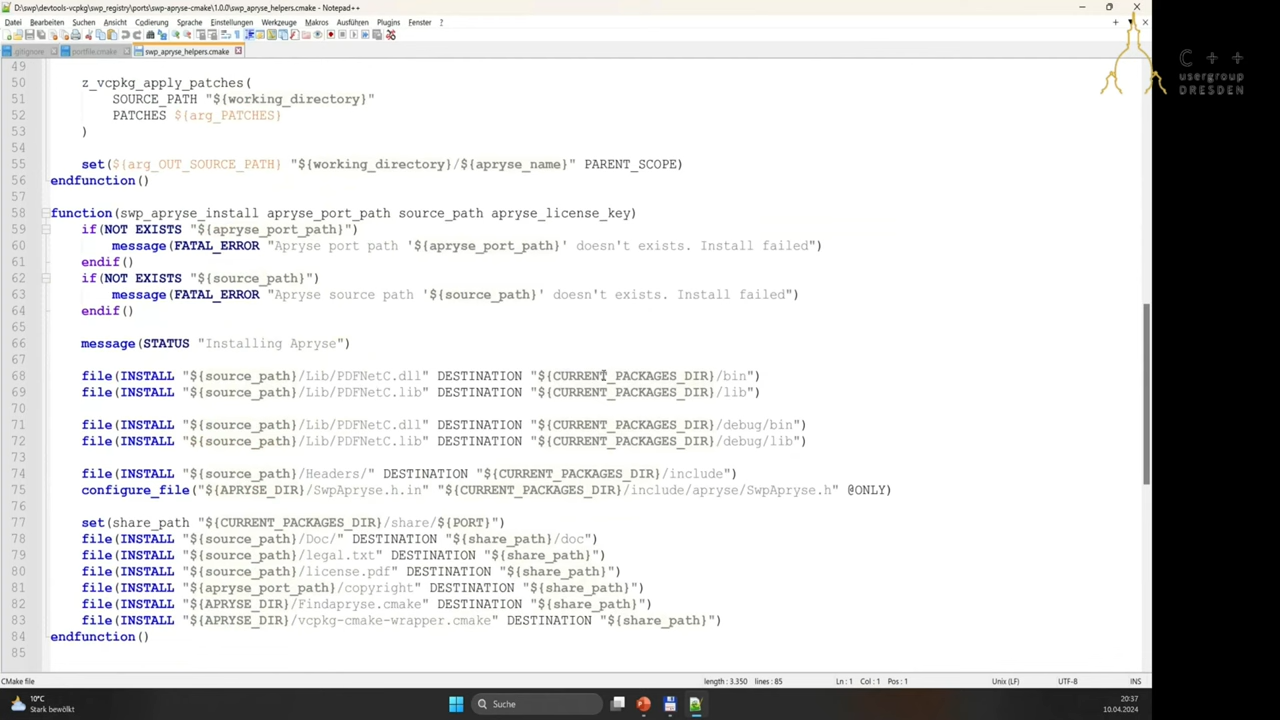 D:\swp\devtools-vcpkg\swp_registry\ports\swp-apryse-cmake\1.0.0\swp_apryse_helpers.cmake - Notepad++
Datei Bearbeiten Suchen Ansicht Codierung Sprache Einstellungen Werkzeuge Makros Ausführen Plugins Fenster ?
.gitignore portfile.cmake swp_apryse_helpers.cmake
C++
usergroup
DRESDEN
49
50 z_vcpkg_apply_patches(
51 SOURCE_PATH "${working_directory}"
52 PATCHES ${arg_PATCHES}
53 )
54
55 set(${arg_OUT_SOURCE_PATH} "${working_directory}/${apryse_name}" PARENT_SCOPE)
56 endfunction()
57
58 function(swp_apryse_install apryse_port_path source_path apryse_license_key)
59 if(NOT EXISTS "${apryse_port_path}")
60 message(FATAL_ERROR "Apryse port path '${apryse_port_path}' doesn't exists. Install failed")
61 endif()
62 if(NOT EXISTS "${source_path}")
63 message(FATAL_ERROR "Apryse source path '${source_path}' doesn't exists. Install failed")
64 endif()
65
66 message(STATUS "Installing Apryse")
67
68 file(INSTALL "${source_path}/Lib/PDFNetC.dll" DESTINATION "${CURRENT_PACKAGES_DIR}/bin")
69 file(INSTALL "${source_path}/Lib/PDFNetC.lib" DESTINATION "${CURRENT_PACKAGES_DIR}/lib")
70
71 file(INSTALL "${source_path}/Lib/PDFNetC.dll" DESTINATION "${CURRENT_PACKAGES_DIR}/debug/bin")
72 file(INSTALL "${source_path}/Lib/PDFNetC.lib" DESTINATION "${CURRENT_PACKAGES_DIR}/debug/lib")
73
74 file(INSTALL "${source_path}/Headers/" DESTINATION "${CURRENT_PACKAGES_DIR}/include")
75 configure_file("${APRYSE_DIR}/SwpApryse.h.in" "${CURRENT_PACKAGES_DIR}/include/apryse/SwpApryse.h" @ONLY)
76
77 set(share_path "${CURRENT_PACKAGES_DIR}/share/${PORT}")
78 file(INSTALL "${source_path}/Doc/" DESTINATION "${share_path}/doc")
79 file(INSTALL "${source_path}/legal.txt" DESTINATION "${share_path}")
80 file(INSTALL "${source_path}/license.pdf" DESTINATION "${share_path}")
81 file(INSTALL "${apryse_port_path}/copyright" DESTINATION "${share_path}")
82 file(INSTALL "${APRYSE_DIR}/Findapryse.cmake" DESTINATION "${share_path}")
83 file(INSTALL "${APRYSE_DIR}/vcpkg-cmake-wrapper.cmake" DESTINATION "${share_path}")
84 endfunction()
85
CMake file length : 3.350 lines : 85 Ln : 1 Col : 1 Pos : 1 Unix (LF) UTF-8 INS
10°C
Stark bewölkt
Suche
20:37
10.04.2024